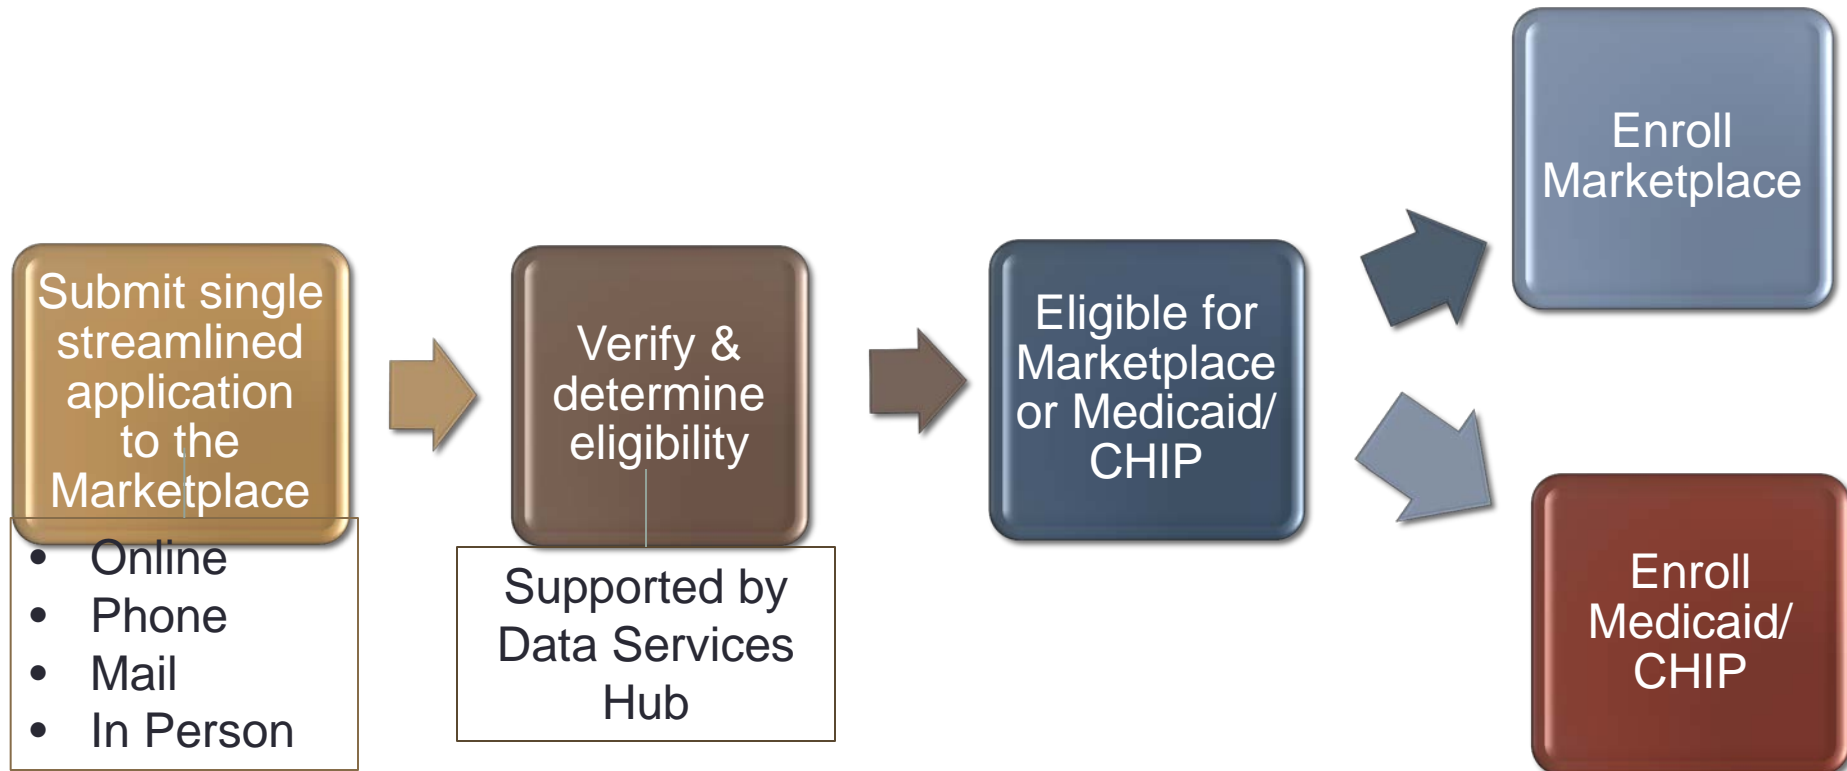 Submit single
streamlined
application
to the
Marketplace
• Online
• Phone
• Mail
• In Person
Verify &
determine
eligibility
Supported by
Data Services
Hub
Eligible for
Marketplace
or Medicaid/
CHIP
Enroll
Marketplace
Enroll
Medicaid/
CHIP